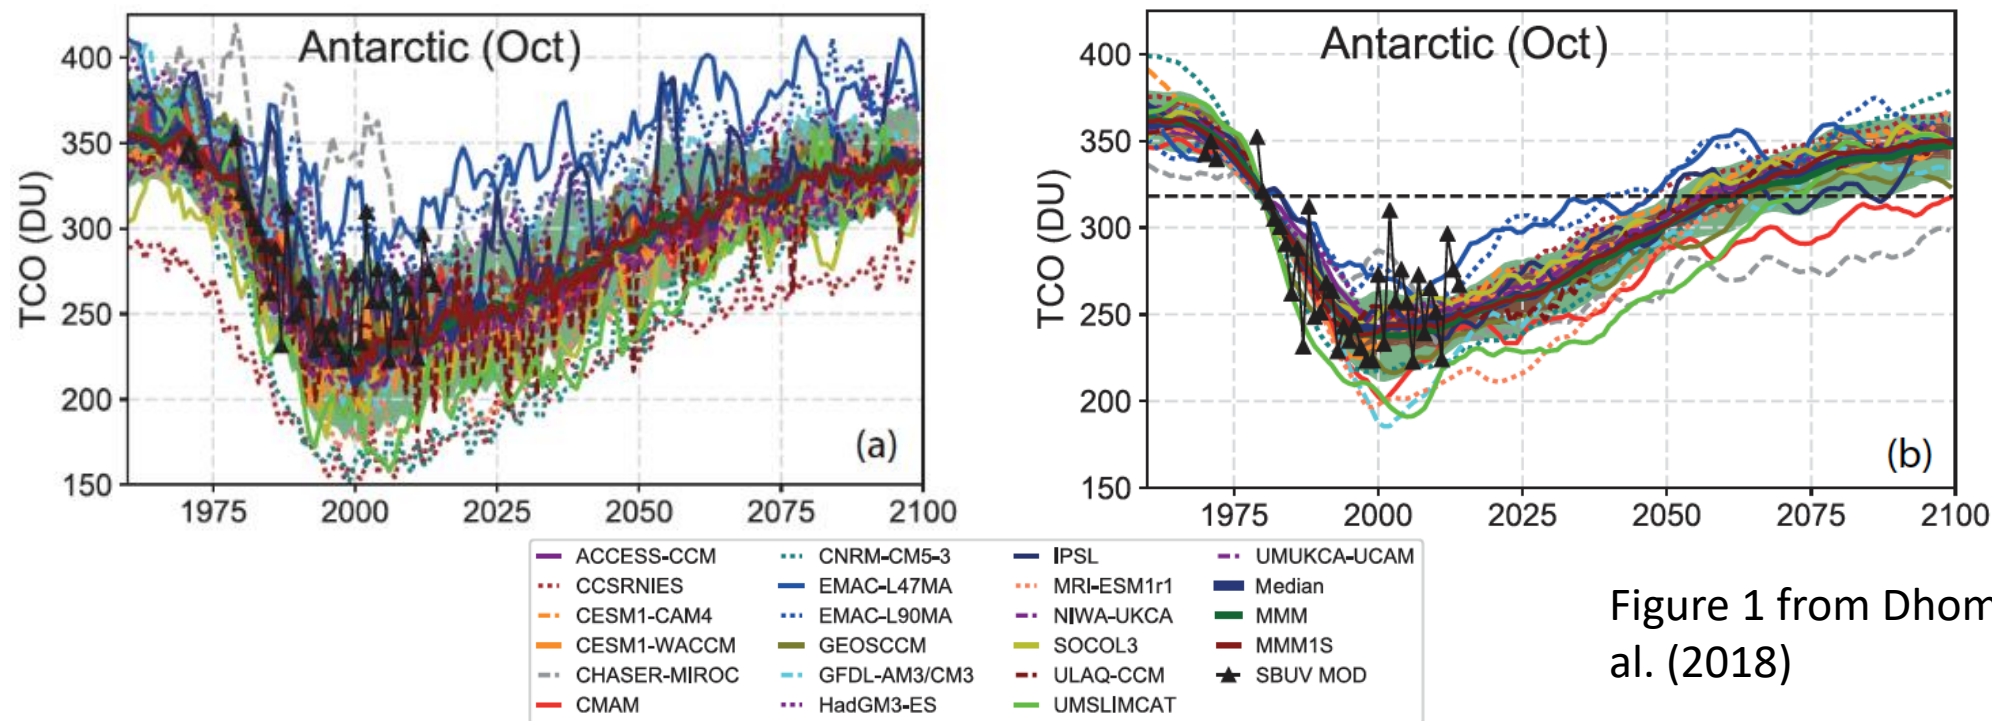 Antarctic (Oct)
TCO (DU)
400
350
300
250
200
150
1975
2000
2025
2050
2075
2100
(a)
Antarctic (Oct)
TCO (DU)
400
350
300
250
200
150
1975
2000
2025
2050
2075
2100
(b)
ACCESS-CCM
CCSRNIES
CESM1-CAM4
CESM1-WACCM
CHASER-MIROC
CMAM
CNRM-CM5-3
EMAC-L47MA
EMAC-L90MA
GEOSCCM
GFDL-AM3/CM3
HadGM3-ES
IPSL
MRI-ESM1r1
NIWA-UKCA
SOCOL3
ULAQ-CCM
UMSLIMCAT
UMUKCA-UCAM
Median
MMM
MMM1S
SBUV MOD
Figure 1 from Dhom
al. (2018)